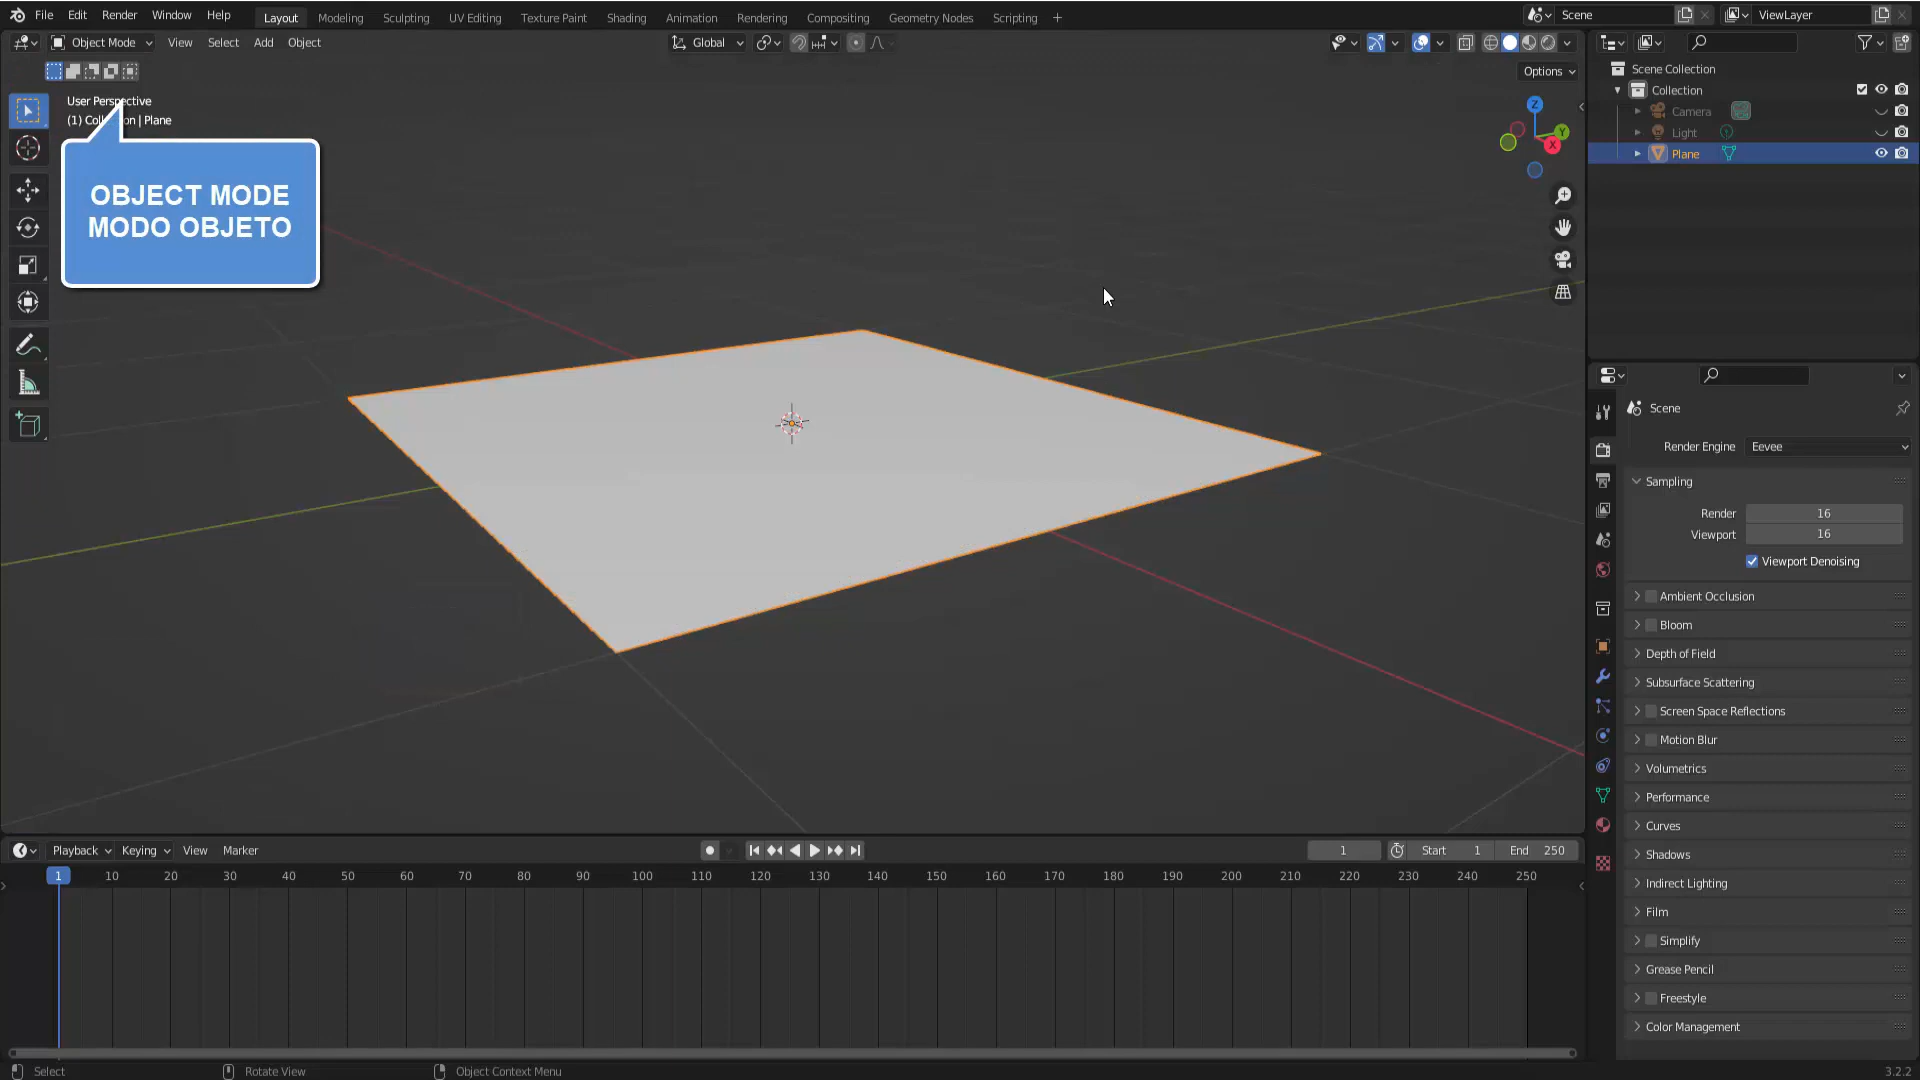 File Edit Render Window Help Layout Modeling Sculpting UV Editing Texture Paint Shading Animation Rendering Compositing Geometry Nodes Scripting + Scene ViewLayer
Object Mode View Select Add Object Global
Options
User Perspective
(1) Col on | Plane
OBJECT MODE
MODO OBJETO
Z
Y
X
Scene Collection
Collection
Camera
Light
Plane
Scene
Render Engine Eevee
Sampling
Render 16
Viewport 16
Viewport Denoising
Ambient Occlusion
Bloom
Depth of Field
Subsurface Scattering
Screen Space Reflections
Motion Blur
Volumetrics
Performance
Curves
Shadows
Indirect Lighting
Film
Simplify
Grease Pencil
Freestyle
Color Management
Playback Keying View Marker 1 Start 1 End 250
1 10 20 30 40 50 60 70 80 90 100 110 120 130 140 150 160 170 180 190 200 210 220 230 240 250
Select Rotate View Object Context Menu 3.2.2